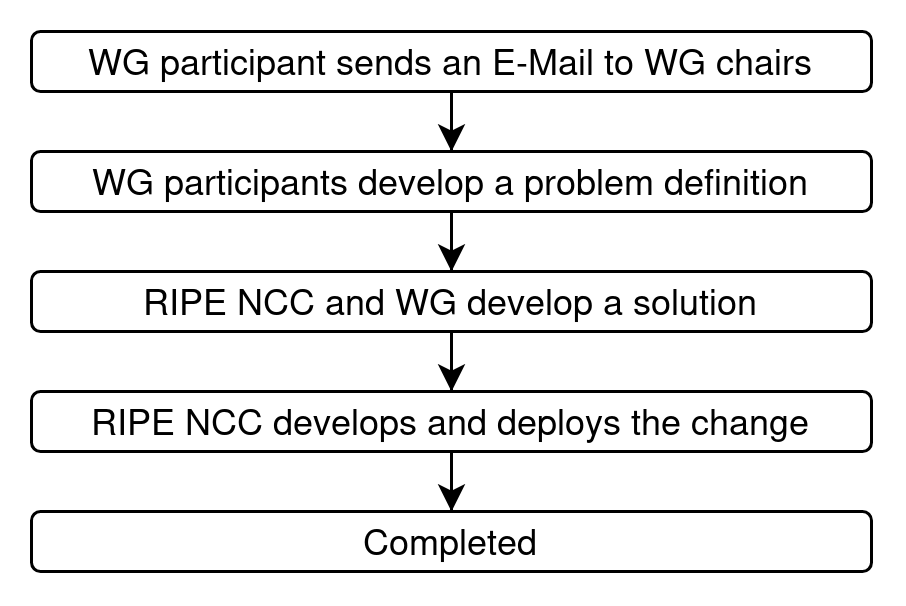 WG participant sends an E-Mail to WG chairs
WG participants develop a problem definition
RIPE NCC and WG develop a solution
RIPE NCC develops and deploys the change
Completed